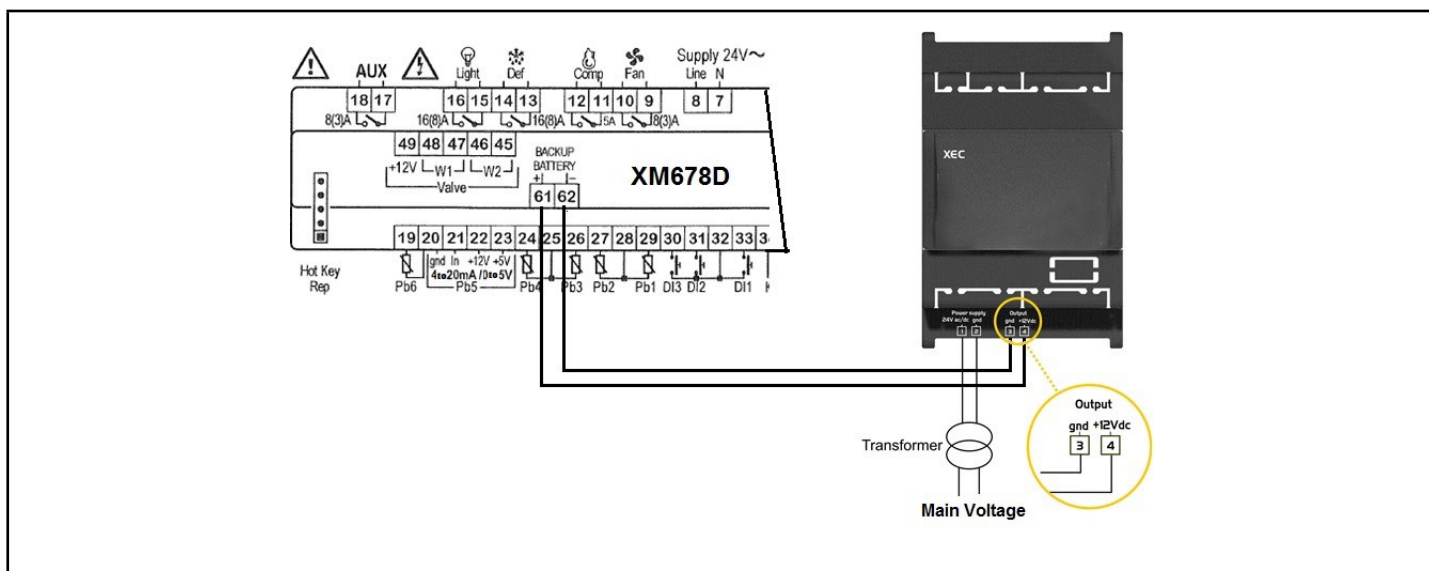 AUX Light Def Comp Fan Supply 24V~
Line N
18 17 16 15 14 13 12 11 10 9 8 7
8(3)A 16(8)A 16(8)A 5A 8(3)A
49 48 47 46 45
+12V W1 W2
Valve
BACKUP
BATTERY
+ −
61 62
XM678D
19 20 21 22 23 24 25 26 27 28 29 30 31 32 33 3
gnd In +12V +5V
4to20mA /0to5V
Pb6 Pb5 Pb4 Pb3 Pb2 Pb1 DI3 DI2 DI1
Hot Key
Rep
XEC
Power supply Output
24V ac/dc gnd gnd +12Vdc
1 2 3 4
Output
gnd +12Vdc
3 4
Transformer
Main Voltage